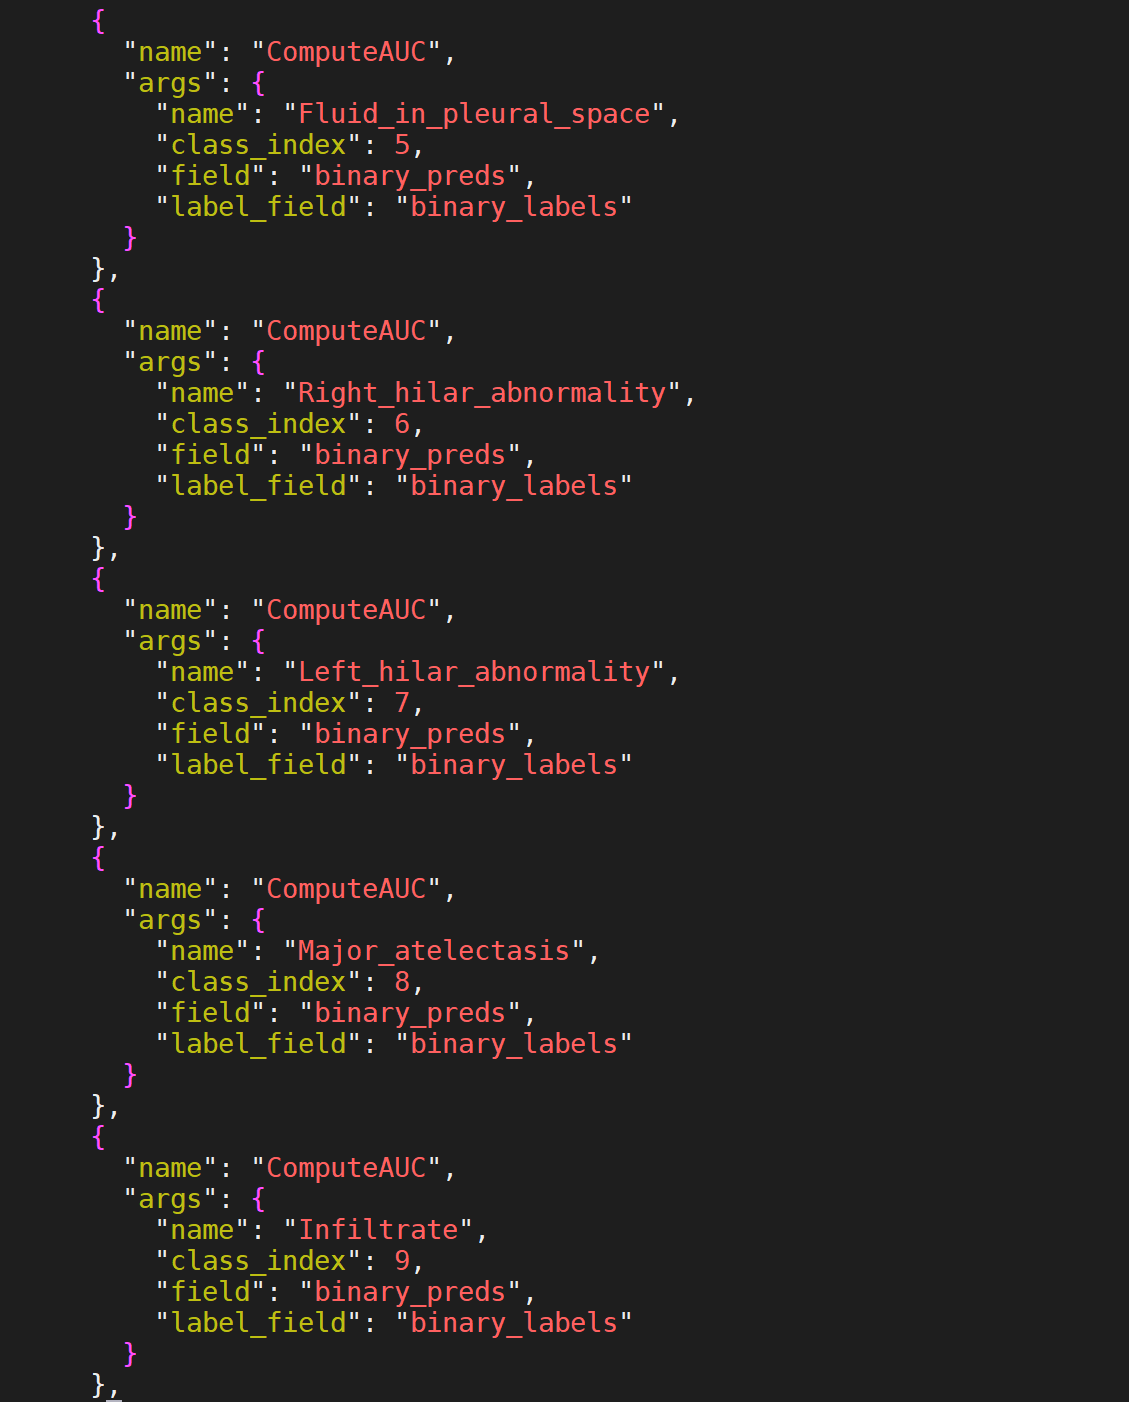 {
"name": "ComputeAUC",
"args": {
"name": "Fluid_in_pleural_space",
"class_index": 5,
"field": "binary_preds",
"label_field": "binary_labels"
}
},
{
"name": "ComputeAUC",
"args": {
"name": "Right_hilar_abnormality",
"class_index": 6,
"field": "binary_preds",
"label_field": "binary_labels"
}
},
{
"name": "ComputeAUC",
"args": {
"name": "Left_hilar_abnormality",
"class_index": 7,
"field": "binary_preds",
"label_field": "binary_labels"
}
},
{
"name": "ComputeAUC",
"args": {
"name": "Major_atelectasis",
"class_index": 8,
"field": "binary_preds",
"label_field": "binary_labels"
}
},
{
"name": "ComputeAUC",
"args": {
"name": "Infiltrate",
"class_index": 9,
"field": "binary_preds",
"label_field": "binary_labels"
}
},